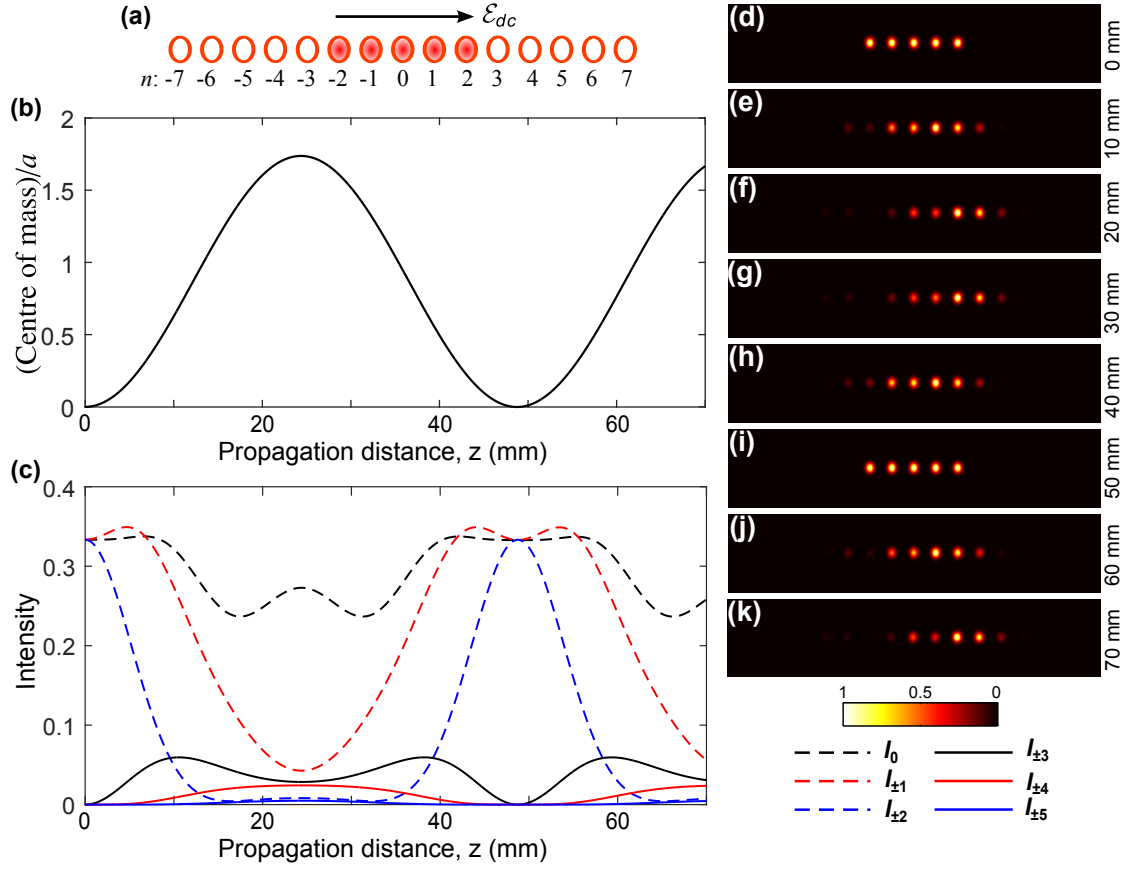 (a)
ℰdc
n: -7 -6 -5 -4 -3 -2 -1 0 1 2 3 4 5 6 7
(b)
2
1.5
1
0.5
0
(Centre of mass)/a
0 20 40 60
Propagation distance, z (mm)
(c)
0.4
0.3
0.2
0.1
0
Intensity
0 20 40 60
Propagation distance, z (mm)
(d)
0 mm
(e)
10 mm
(f)
20 mm
(g)
30 mm
(h)
40 mm
(i)
50 mm
(j)
60 mm
(k)
70 mm
1 0.5 0
I0 I±3
I±1 I±4
I±2 I±5